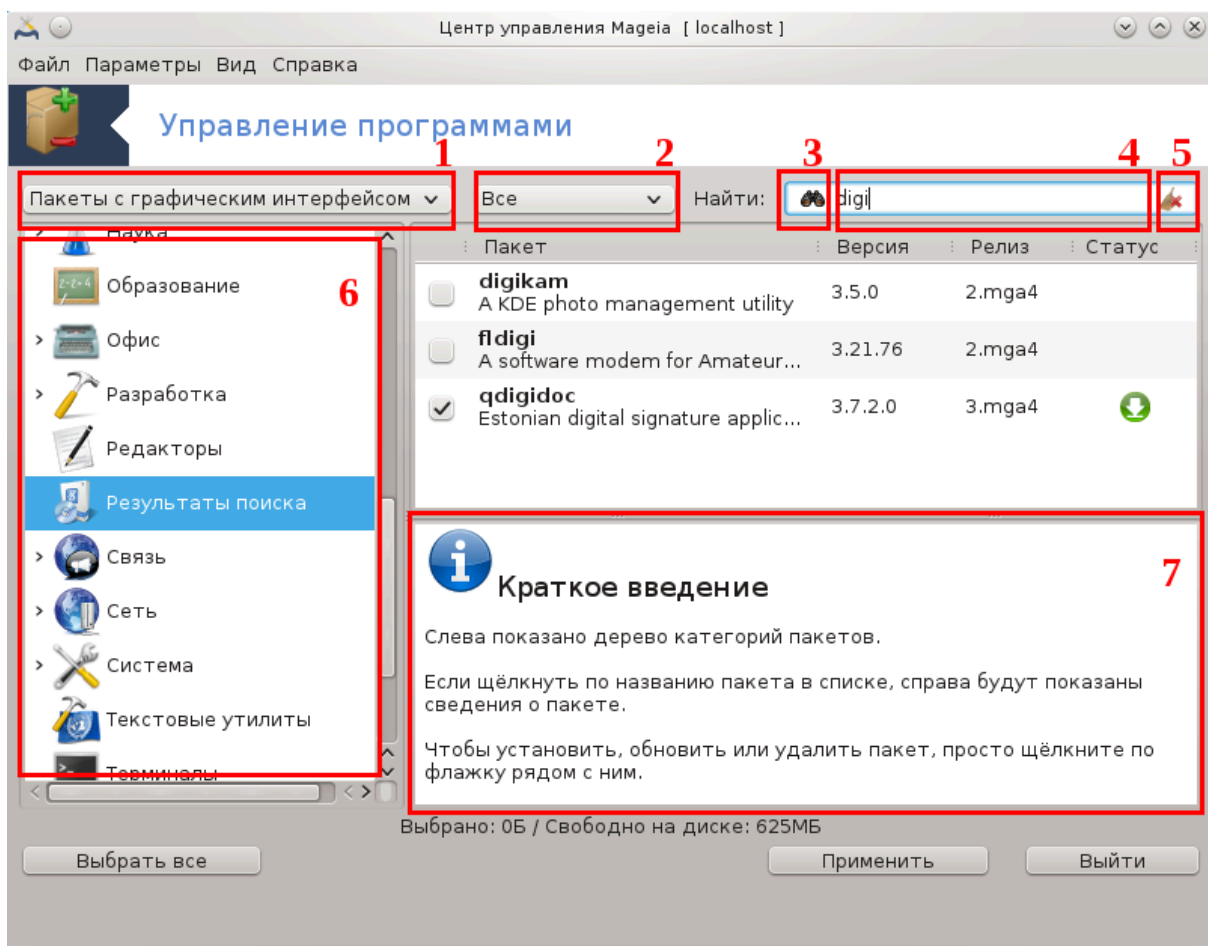 Центр управления Mageia [ localhost ]
Файл Параметры Вид Справка
Управление программами
1 2 3 4 5
Пакеты с графическим интерфейсом Все Найти: digi
Наука
Образование
Офис
Разработка
Редакторы
Результаты поиска
Связь
Сеть
Система
Текстовые утилиты
Терминалы
6
Пакет Версия Релиз Статус
digikam
A KDE photo management utility 3.5.0 2.mga4
fldigi
A software modem for Amateur... 3.21.76 2.mga4
qdigidoc
Estonian digital signature applic... 3.7.2.0 3.mga4
7
Краткое введение
Слева показано дерево категорий пакетов.
Если щёлкнуть по названию пакета в списке, справа будут показаны
сведения о пакете.
Чтобы установить, обновить или удалить пакет, просто щёлкните по
флажку рядом с ним.
Выбрано: 0Б / Свободно на диске: 625МБ
Выбрать все Применить Выйти